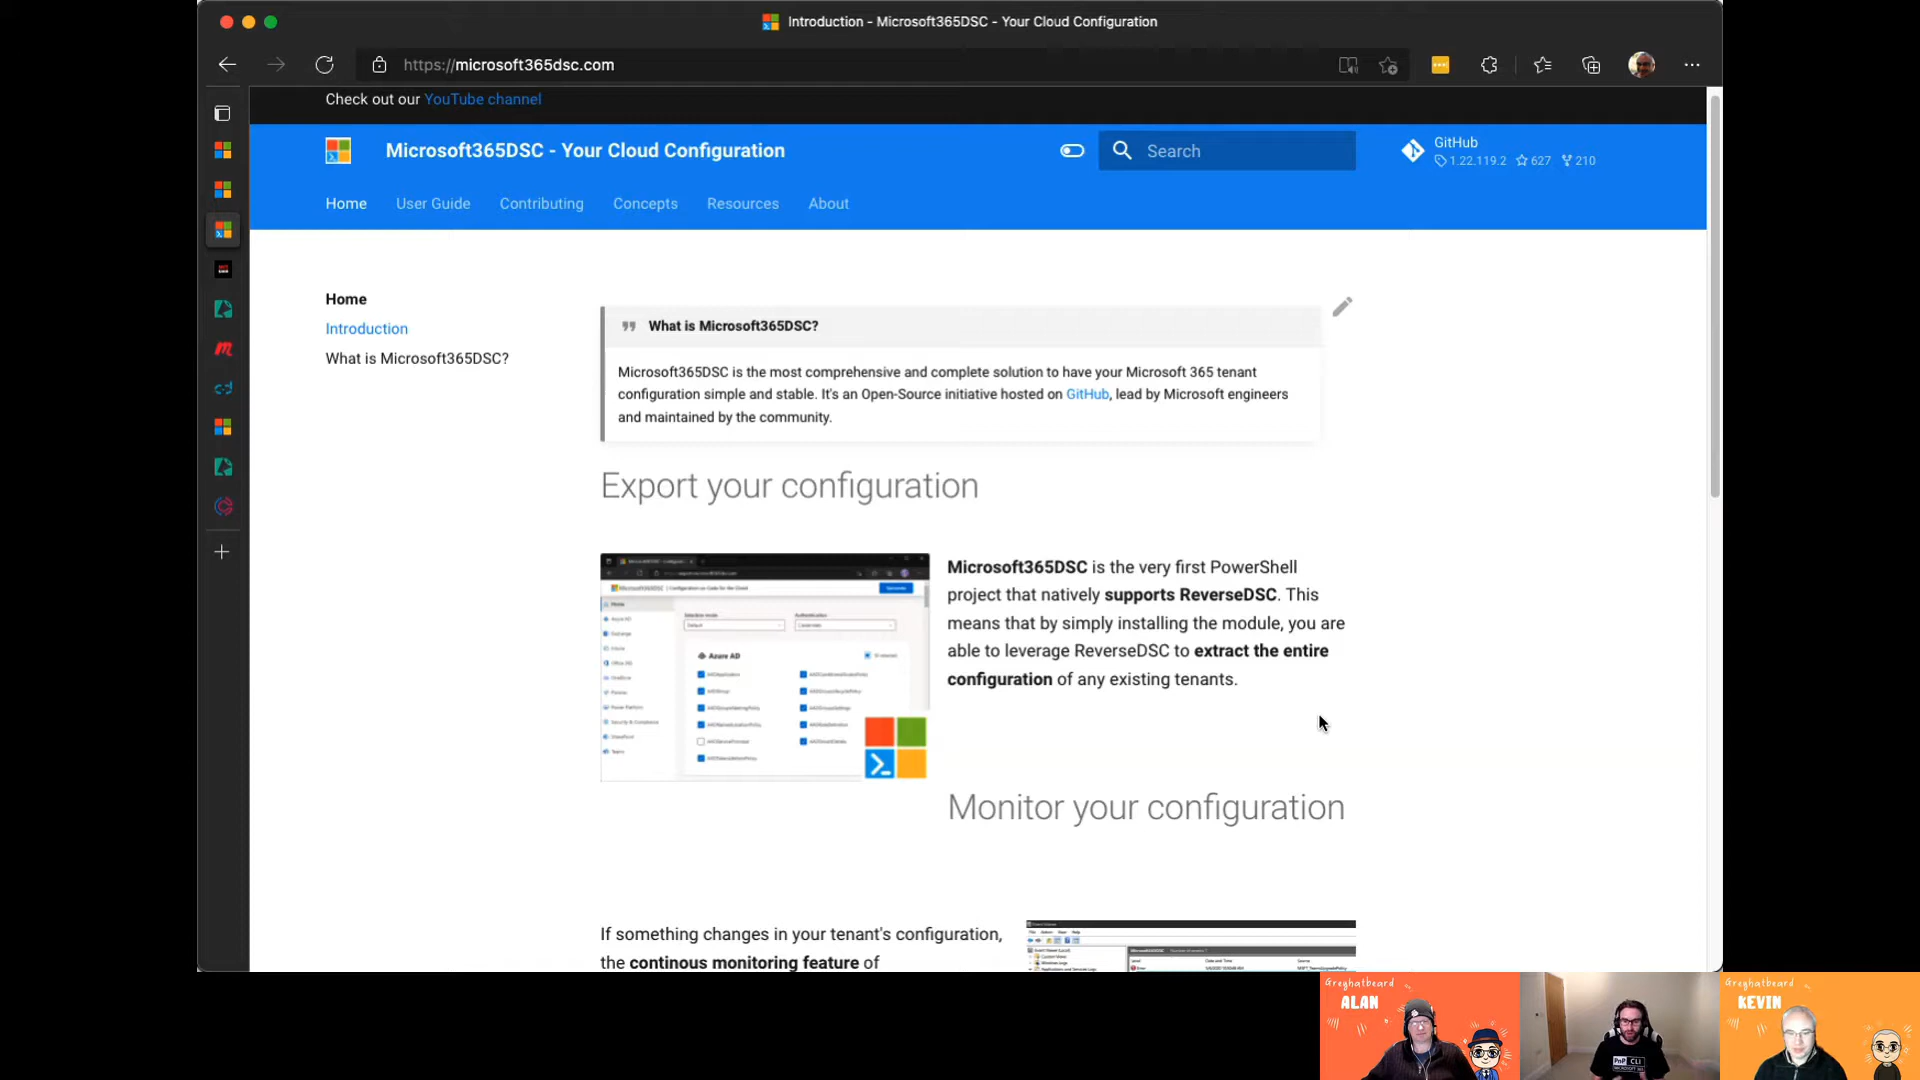 Introduction - Microsoft365DSC - Your Cloud Configuration
https://microsoft365dsc.com
Check out our YouTube channel
Microsoft365DSC - Your Cloud Configuration
Search
GitHub
1.22.119.2 627 210
Home User Guide Contributing Concepts Resources About
Home
Introduction
What is Microsoft365DSC?
What is Microsoft365DSC?
Microsoft365DSC is the most comprehensive and complete solution to have your Microsoft 365 tenant
configuration simple and stable. It's an Open-Source initiative hosted on GitHub, lead by Microsoft engineers
and maintained by the community.
Export your configuration
Azure AD
Microsoft365DSC is the very first PowerShell
project that natively supports ReverseDSC. This
means that by simply installing the module, you are
able to leverage ReverseDSC to extract the entire
configuration of any existing tenants.
Monitor your configuration
If something changes in your tenant's configuration,
the continous monitoring feature of
Greyhatbeard
ALAN
PnP CLI
Greyhatbeard
KEVIN